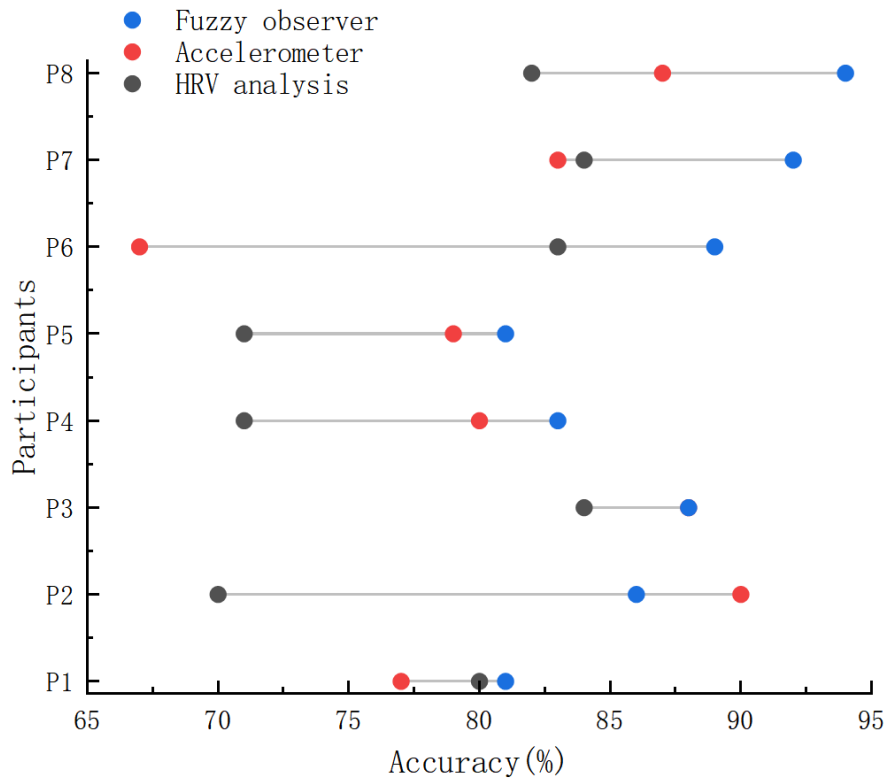 Fuzzy observer
Accelerometer
HRV analysis
P8
P7
P6
P5
P4
P3
P2
P1
Participants
65 70 75 80 85 90 95
Accuracy(%)